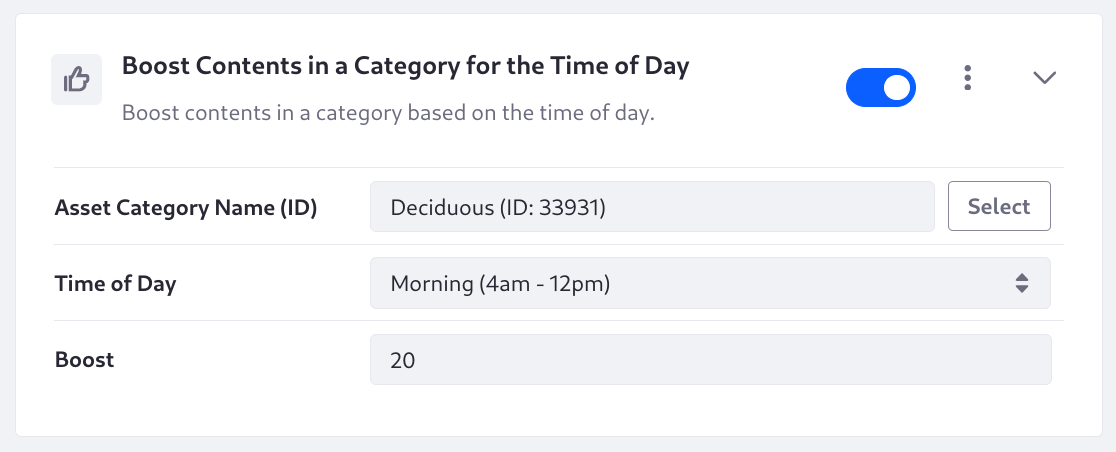 Boost Contents in a Category for the Time of Day
Boost contents in a category based on the time of day.
Asset Category Name (ID)
Deciduous (ID: 33931)
Select
Time of Day
Morning (4am - 12pm)
Boost
20